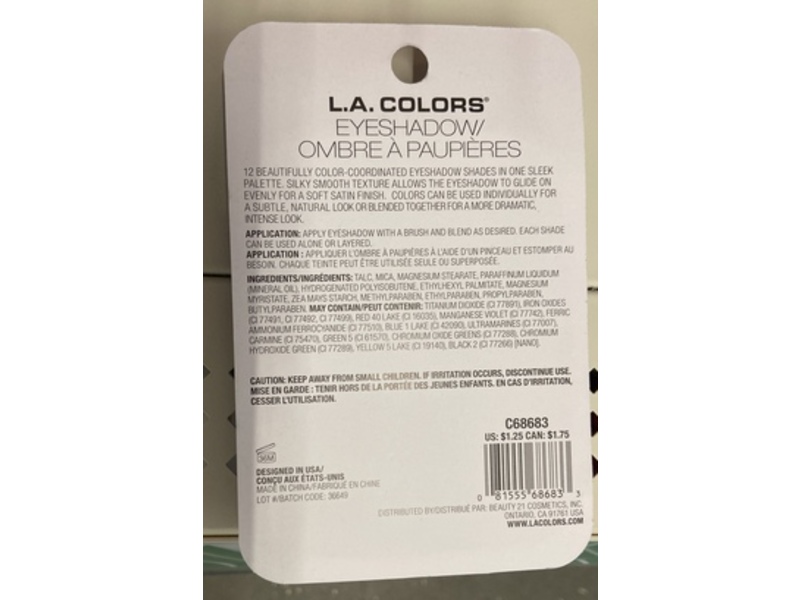 L.A. COLORS®
EYESHADOW/
OMBRE À PAUPIÈRES
12 BEAUTIFULLY COLOR-COORDINATED EYESHADOW SHADES IN ONE SLEEK
PALETTE. SILKY SMOOTH TEXTURE ALLOWS THE EYESHADOW TO GLIDE ON
EVENLY FOR A SOFT SATIN FINISH. COLORS CAN BE USED INDIVIDUALLY FOR
A SUBTLE, NATURAL LOOK OR BLENDED TOGETHER FOR A MORE DRAMATIC,
INTENSE LOOK.
APPLICATION: APPLY EYESHADOW WITH A BRUSH AND BLEND AS DESIRED. EACH SHADE
CAN BE USED ALONE OR LAYERED.
APPLICATION : APPLIQUER L'OMBRE À PAUPIÈRES À L'AIDE D'UN PINCEAU ET ESTOMPER AU
BESOIN. CHAQUE TEINTE PEUT ÊTRE UTILISÉE SEULE OU SUPERPOSÉE.
INGREDIENTS/INGRÉDIENTS: TALC, MICA, MAGNESIUM STEARATE, PARAFFINUM LIQUIDUM
(MINERAL OIL), HYDROGENATED POLYISOBUTENE, ETHYLHEXYL PALMITATE, MAGNESIUM
MYRISTATE, ZEA MAYS STARCH, METHYLPARABEN, ETHYLPARABEN, PROPYLPARABEN,
BUTYLPARABEN. MAY CONTAIN/PEUT CONTENIR: TITANIUM DIOXIDE (CI 77891), IRON OXIDES
(CI 77491, CI 77492, CI 77499), RED 40 LAKE (CI 16035), MANGANESE VIOLET (CI 77742), FERRIC
AMMONIUM FERROCYANIDE (CI 77510), BLUE 1 LAKE (CI 42090), ULTRAMARINES (CI 77007),
CARMINE (CI 75470), GREEN 5 (CI 61570), CHROMIUM OXIDE GREENS (CI 77288), CHROMIUM
HYDROXIDE GREEN (CI 77289), YELLOW 5 LAKE (CI 19140), BLACK 2 (CI 77266) [NANO].
CAUTION: KEEP AWAY FROM SMALL CHILDREN. IF IRRITATION OCCURS, DISCONTINUE USE.
MISE EN GARDE : TENIR HORS DE LA PORTÉE DES JEUNES ENFANTS. EN CAS D'IRRITATION,
CESSER L'UTILISATION.
C68683
US: $1.25 CAN: $1.75
36M
DESIGNED IN USA/
CONÇU AUX ÉTATS-UNIS
MADE IN CHINA/FABRIQUÉ EN CHINE
LOT #/BATCH CODE: 36649
0 81555 68683 3
DISTRIBUTED BY/DISTRIBUÉ PAR: BEAUTY 21 COSMETICS, INC.
ONTARIO, CA 91761 USA
WWW.LACOLORS.COM